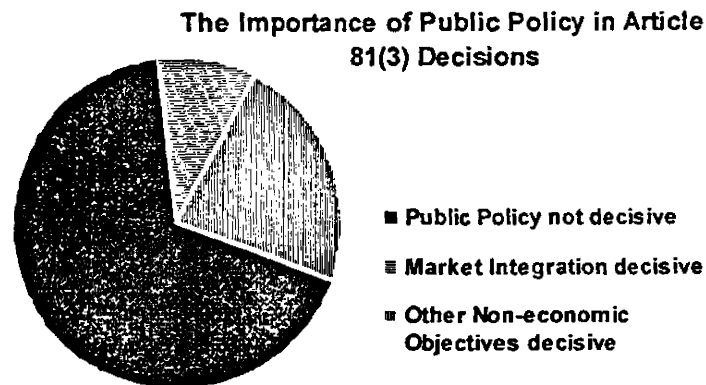 The Importance of Public Policy in Article
81(3) Decisions
Public Policy not decisive
Market Integration decisive
Other Non-economic
Objectives decisive